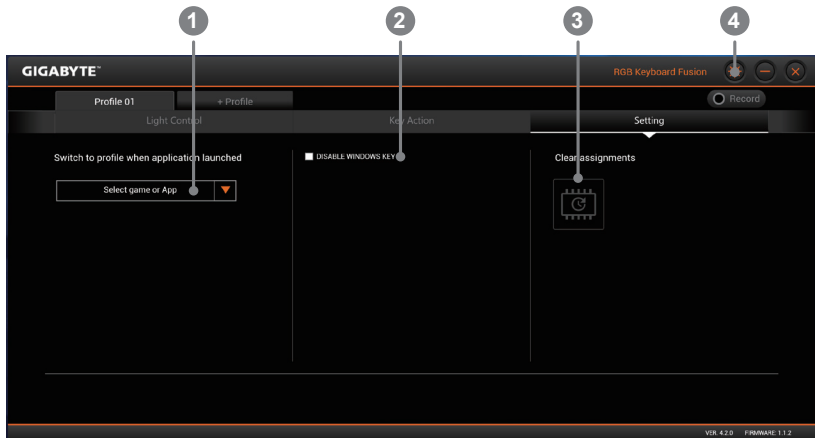 1 2 3 4
GIGABYTE™ RGB Keyboard Fusion
Profile 01 + Profile Record
Light Control Key Action Setting
Switch to profile when application launched DISABLE WINDOWS KEY Clear assignments
Select game or App
VER. 4.2.0 FIRMWARE: 1.1.2